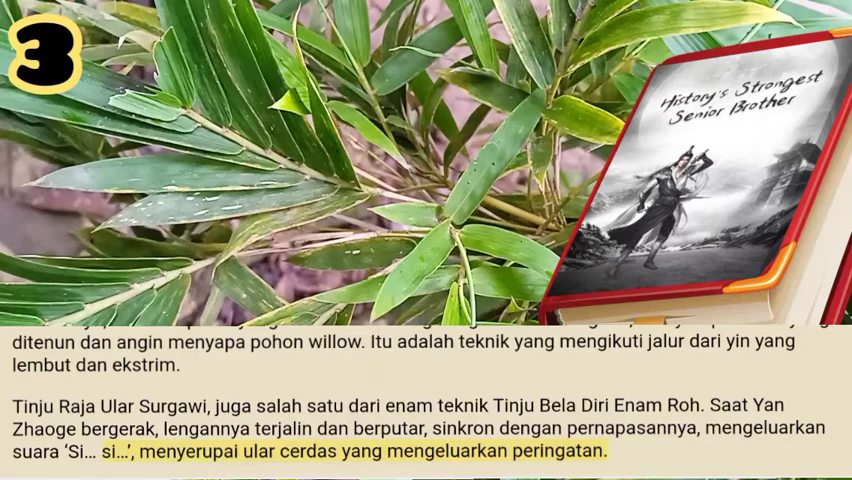 3
History's Strongest
Senior Brother
ditenun dan angin menyapa pohon willow. Itu adalah teknik yang mengikuti jalur dari yin yang
lembut dan ekstrim.
Tinju Raja Ular Surgawi, juga salah satu dari enam teknik Tinju Bela Diri Enam Roh. Saat Yan
Zhaoge bergerak, lengannya terjalin dan berputar, sinkron dengan pernapasannya, mengeluarkan
suara ‘Si... si...’, menyerupai ular cerdas yang mengeluarkan peringatan.